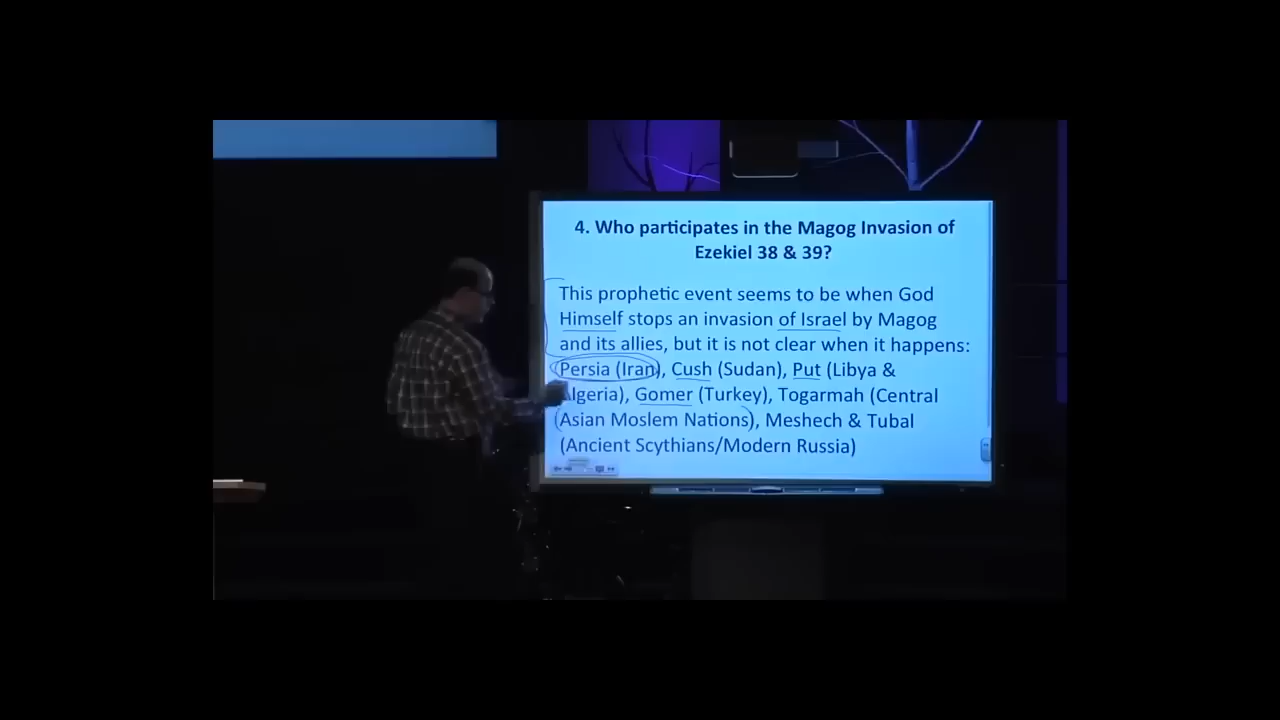 4. Who participates in the Magog Invasion of
Ezekiel 38 & 39?
This prophetic event seems to be when God
Himself stops an invasion of Israel by Magog
and its allies, but it is not clear when it happens:
Persia (Iran), Cush (Sudan), Put (Libya &
Algeria), Gomer (Turkey), Togarmah (Central
Asian Moslem Nations), Meshech & Tubal
(Ancient Scythians/Modern Russia)